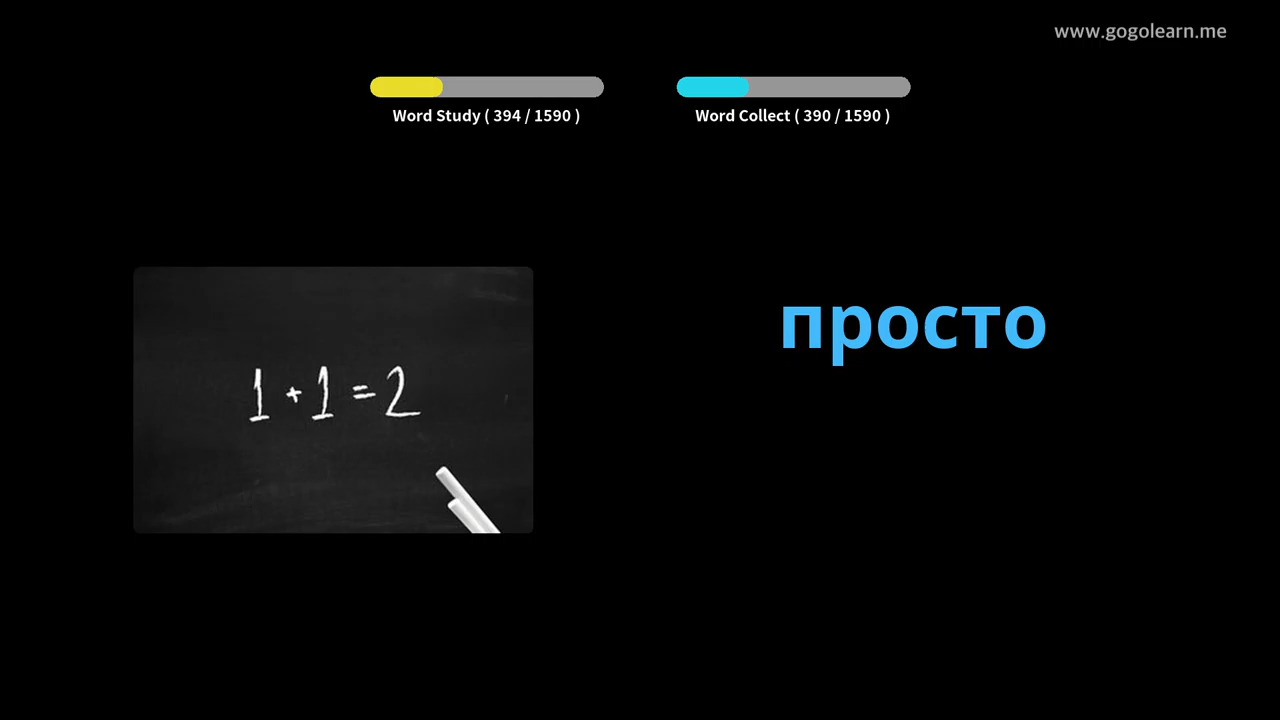 www.gogolearn.me
Word Study ( 394 / 1590 )
Word Collect ( 390 / 1590 )
1 + 1 = 2
просто